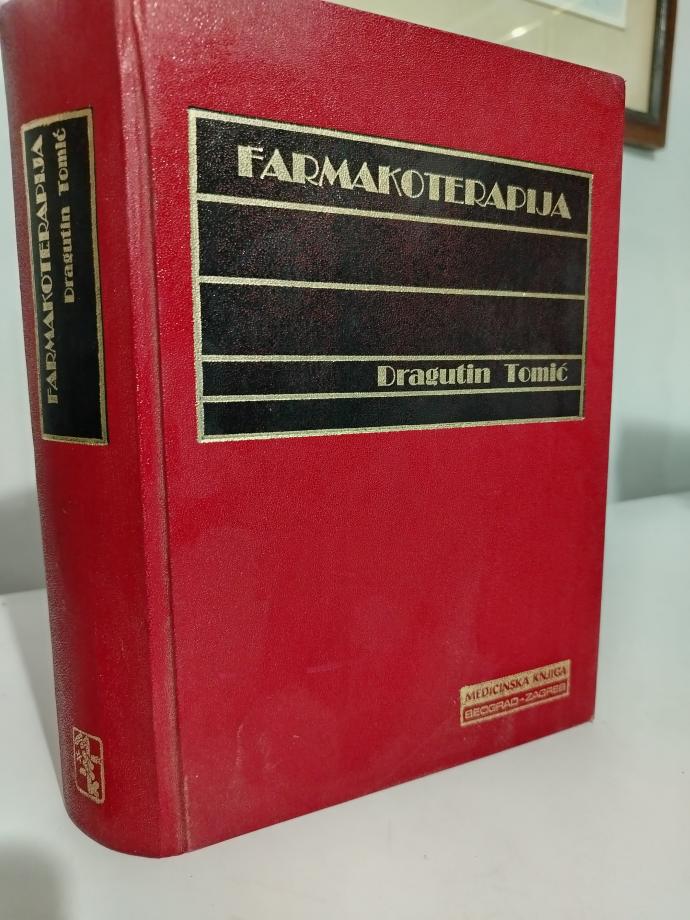 FARMAKOTERAPIJA
Dragutin Tomić
FARMAKOTERAPIJA
Dragutin Tomić
MEDICINSKA KNJIGA
BEOGRAD-ZAGREB